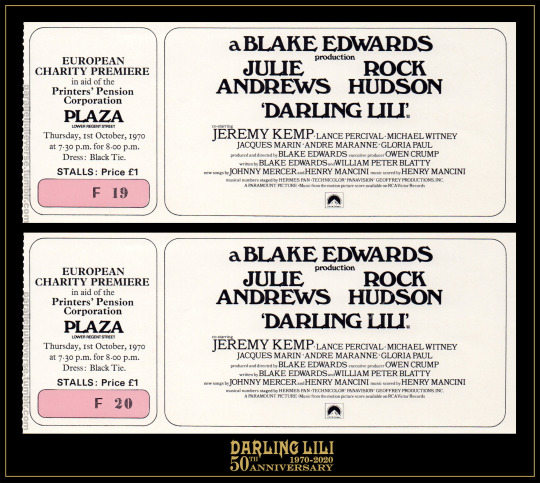 EUROPEAN
CHARITY PREMIERE
in aid of the
Printers' Pension
Corporation
PLAZA
LOWER REGENT STREET
Thursday, 1st October, 1970
at 7·30 p.m. for 8·00 p.m.
Dress: Black Tie.
STALLS: Price £1
F 19
a BLAKE EDWARDS
production
JULIE ROCK
ANDREWS HUDSON
'DARLING LILI'
co-starring
JEREMY KEMP · LANCE PERCIVAL · MICHAEL WITNEY
JACQUES MARIN · ANDRE MARANNE · GLORIA PAUL
produced and directed by BLAKE EDWARDS executive producer OWEN CRUMP
written by BLAKE EDWARDS and WILLIAM PETER BLATTY
new songs by JOHNNY MERCER and HENRY MANCINI music scored by HENRY MANCINI
musical numbers staged by HERMES PAN · TECHNICOLOR® PANAVISION® GEOFFREY PRODUCTIONS, INC.
A PARAMOUNT PICTURE · Music from the motion picture score available on RCA Victor Records
EUROPEAN
CHARITY PREMIERE
in aid of the
Printers' Pension
Corporation
PLAZA
LOWER REGENT STREET
Thursday, 1st October, 1970
at 7·30 p.m. for 8·00 p.m.
Dress: Black Tie.
STALLS: Price £1
F 20
a BLAKE EDWARDS
production
JULIE ROCK
ANDREWS HUDSON
'DARLING LILI'
co-starring
JEREMY KEMP · LANCE PERCIVAL · MICHAEL WITNEY
JACQUES MARIN · ANDRE MARANNE · GLORIA PAUL
produced and directed by BLAKE EDWARDS executive producer OWEN CRUMP
written by BLAKE EDWARDS and WILLIAM PETER BLATTY
new songs by JOHNNY MERCER and HENRY MANCINI music scored by HENRY MANCINI
musical numbers staged by HERMES PAN · TECHNICOLOR® PANAVISION® GEOFFREY PRODUCTIONS, INC.
A PARAMOUNT PICTURE · Music from the motion picture score available on RCA Victor Records
DARLING LILI
50TH 1970-2020
ANNIVERSARY